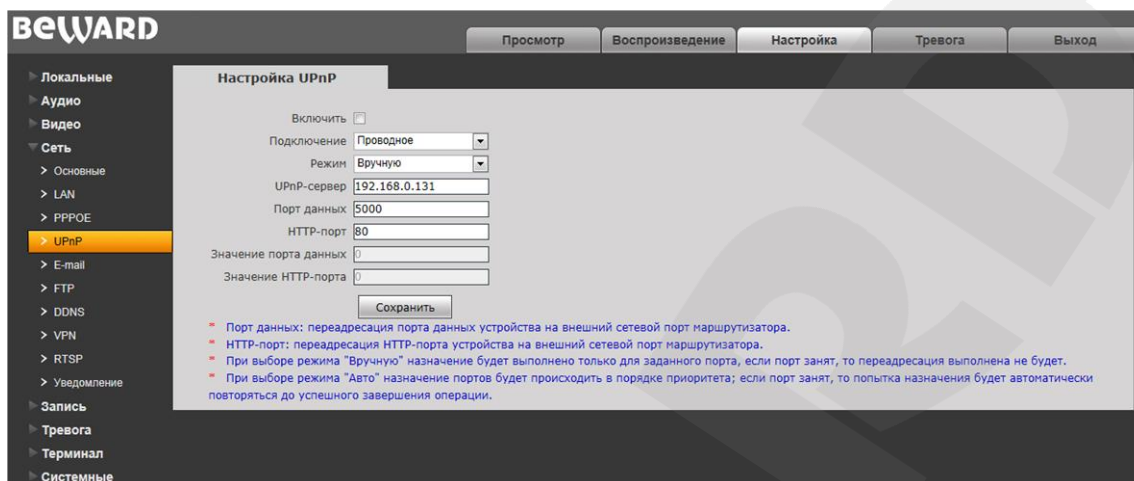 BEWARD
Просмотр Воспроизведение Настройка Тревога Выход
Локальные
Аудио
Видео
Сеть
> Основные
> LAN
> PPPOE
> UPnP
> E-mail
> FTP
> DDNS
> VPN
> RTSP
> Уведомление
Запись
Тревога
Терминал
Системные
Настройка UPnP
Включить
Подключение Проводное
Режим Вручную
UPnP-сервер 192.168.0.131
Порт данных 5000
HTTP-порт 80
Значение порта данных 0
Значение HTTP-порта 0
Сохранить
* Порт данных: переадресация порта данных устройства на внешний сетевой порт маршрутизатора.
* HTTP-порт: переадресация HTTP-порта устройства на внешний сетевой порт маршрутизатора.
* При выборе режима "Вручную" назначение будет выполнено только для заданного порта, если порт занят, то переадресация выполнена не будет.
* При выборе режима "Авто" назначение портов будет происходить в порядке приоритета; если порт занят, то попытка назначения будет автоматически
повторяться до успешного завершения операции.